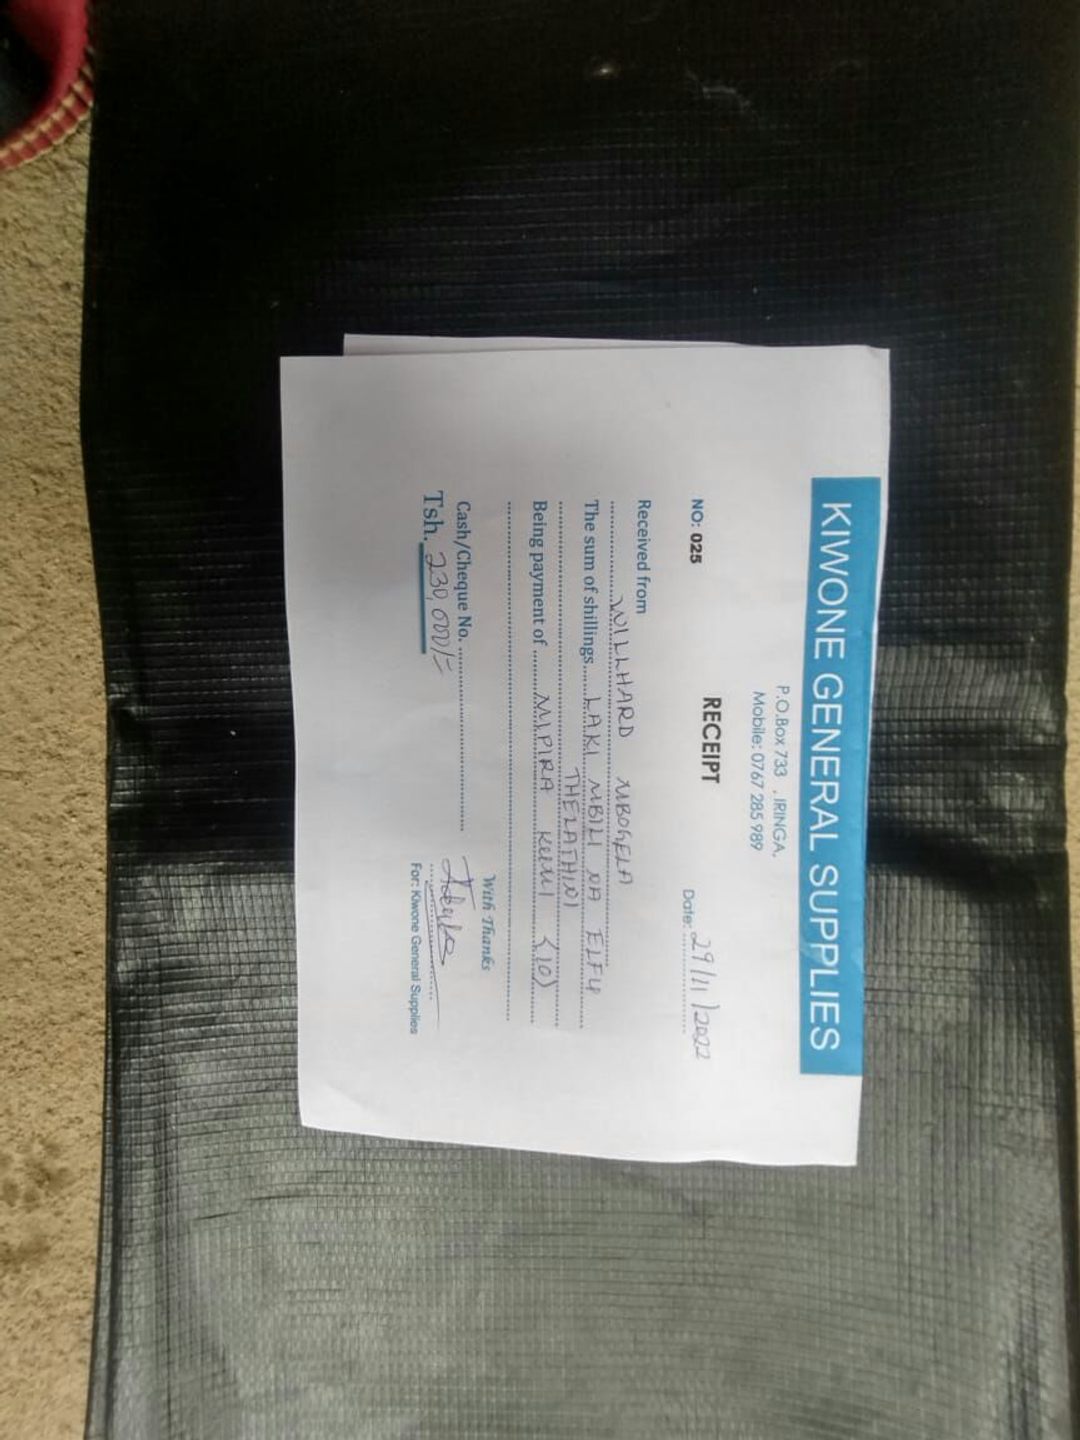 KIWONE GENERAL SUPPLIES
P.O.Box 733 , IRINGA,
Mobile: 0767 285 989
RECEIPT
NO: 025
Date: 29/11/2022
Received from
WILLHARD MBOGELA
The sum of shillings LAKI MBILI NA ELFU
THELATHINI
Being payment of MIPIRA KUMI (10)
Cash/Cheque No.
With Thanks
Tsh. 230,000/=
For: Kiwone General Supplies